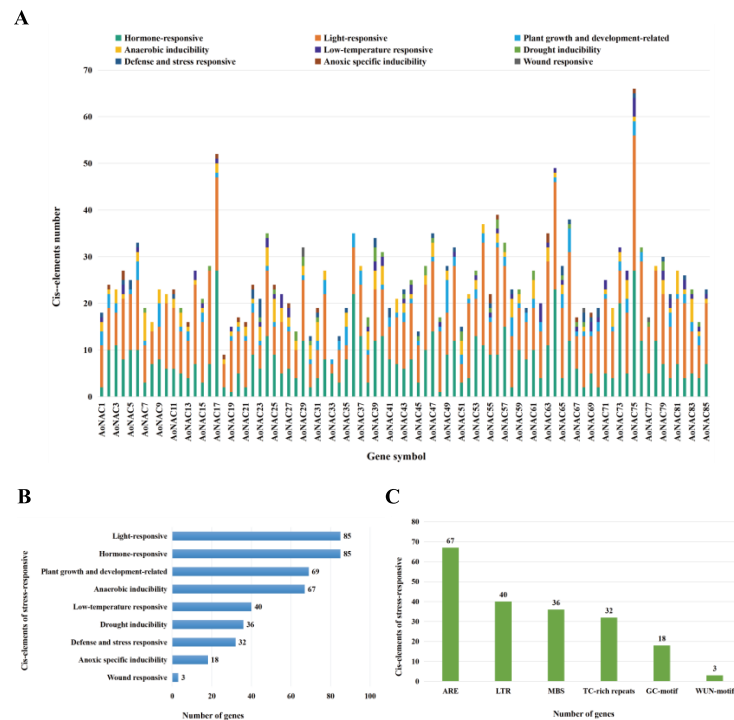 A
Hormone-responsive Light-responsive Plant growth and development-related
Anaerobic inducibility Low-temperature responsive Drought inducibility
Defense and stress responsive Anoxic specific inducibility Wound responsive
70
60
50
40
30
20
10
0
Cis--elements number
AoNAC1 AoNAC3 AoNAC5 AoNAC7 AoNAC9 AoNAC11 AoNAC13 AoNAC15 AoNAC17 AoNAC19 AoNAC21 AoNAC23 AoNAC25 AoNAC27 AoNAC29 AoNAC31 AoNAC33 AoNAC35 AoNAC37 AoNAC39 AoNAC41 AoNAC43 AoNAC45 AoNAC47 AoNAC49 AoNAC51 AoNAC53 AoNAC55 AoNAC57 AoNAC59 AoNAC61 AoNAC63 AoNAC65 AoNAC67 AoNAC69 AoNAC71 AoNAC73 AoNAC75 AoNAC77 AoNAC79 AoNAC81 AoNAC83 AoNAC85
Gene symbol
B
Cis-elements of stress-responsive
Light-responsive 85
Hormone-responsive 85
Plant growth and development-related 69
Anaerobic inducibility 67
Low-temperature responsive 40
Drought inducibility 36
Defense and stress responsive 32
Anoxic specific inducibility 18
Wound responsive 3
0 20 40 60 80 100
Number of genes
C
Cis-elements of stress-responsive
80
70
60
50
40
30
20
10
0
67 40 36 32 18 3
ARE LTR MBS TC-rich repeats GC-motif WUN-motif
Number of genes